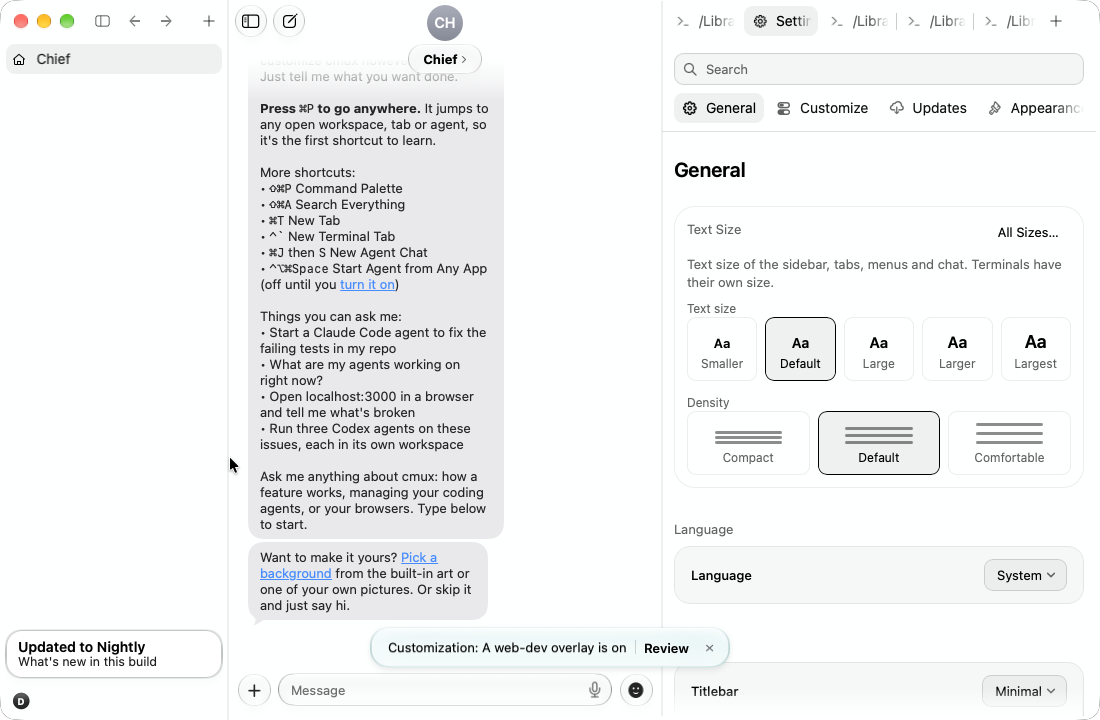 Chief
Updated to Nightly
What's new in this build
D
CH
Chief
Just tell me what you want done.
Press ⌘P to go anywhere. It jumps to
any open workspace, tab or agent, so
it's the first shortcut to learn.
More shortcuts:
• ⇧⌘P Command Palette
• ⇧⌘A Search Everything
• ⌘T New Tab
• ^` New Terminal Tab
• ⌘J then S New Agent Chat
• ^⌥⌘Space Start Agent from Any App
(off until you turn it on)
Things you can ask me:
• Start a Claude Code agent to fix the
failing tests in my repo
• What are my agents working on
right now?
• Open localhost:3000 in a browser
and tell me what's broken
• Run three Codex agents on these
issues, each in its own workspace
Ask me anything about cmux: how a
feature works, managing your coding
agents, or your browsers. Type below
to start.
Want to make it yours? Pick a
background from the built-in art or
one of your own pictures. Or skip it
and just say hi.
Customization: A web-dev overlay is on Review
Message
/Libra Settin /Libra /Libra /Lib
Search
General Customize Updates Appearanc
General
Text Size All Sizes...
Text size of the sidebar, tabs, menus and chat. Terminals have
their own size.
Text size
Aa Aa Aa Aa Aa
Smaller Default Large Larger Largest
Density
Compact Default Comfortable
Language
Language System
Titlebar Minimal